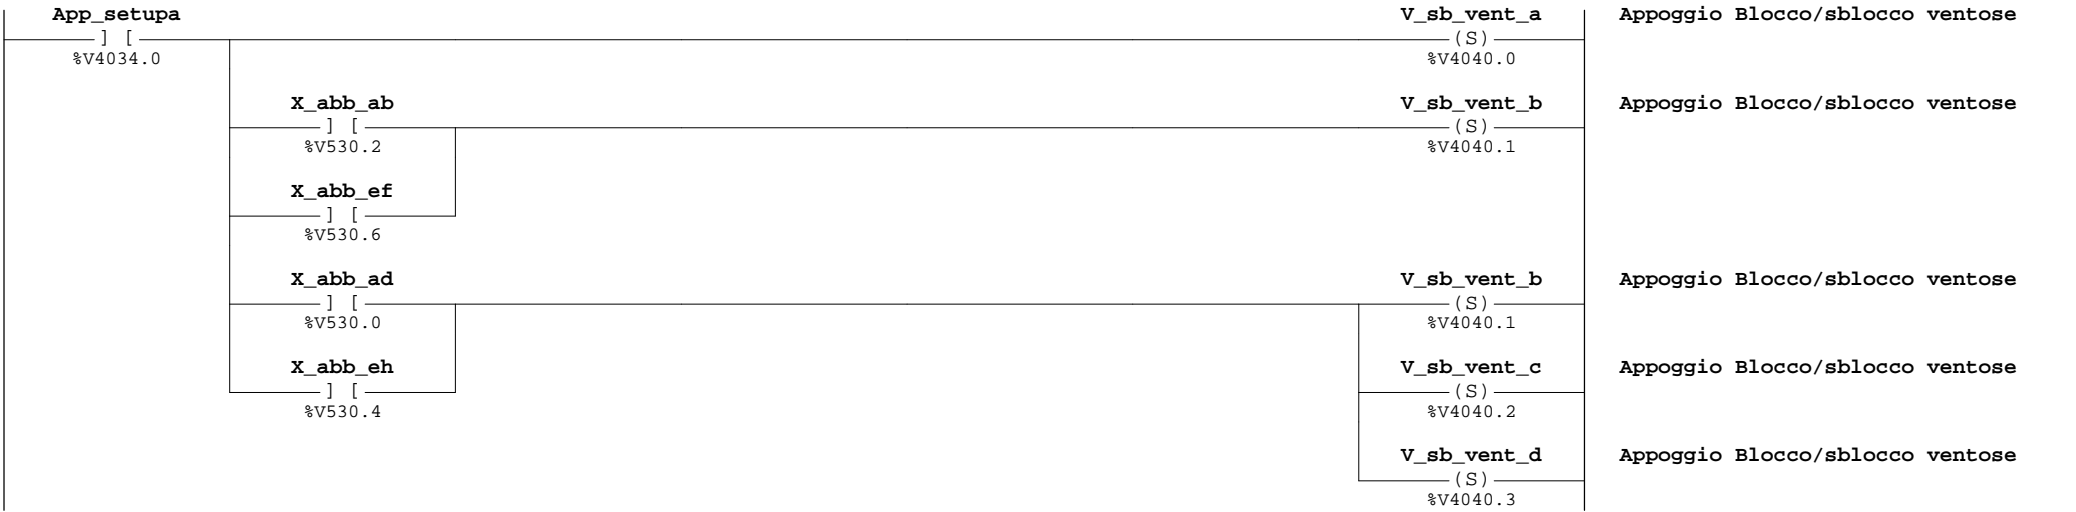 App_setupa V_sb_vent_a Appoggio Blocco/sblocco ventose
] [ (S)
%V4034.0 %V4040.0
X_abb_ab V_sb_vent_b Appoggio Blocco/sblocco ventose
] [ (S)
%V530.2 %V4040.1
X_abb_ef
] [
%V530.6
X_abb_ad V_sb_vent_b Appoggio Blocco/sblocco ventose
] [ (S)
%V530.0 %V4040.1
X_abb_eh V_sb_vent_c Appoggio Blocco/sblocco ventose
] [ (S)
%V530.4 %V4040.2
V_sb_vent_d Appoggio Blocco/sblocco ventose
(S)
%V4040.3